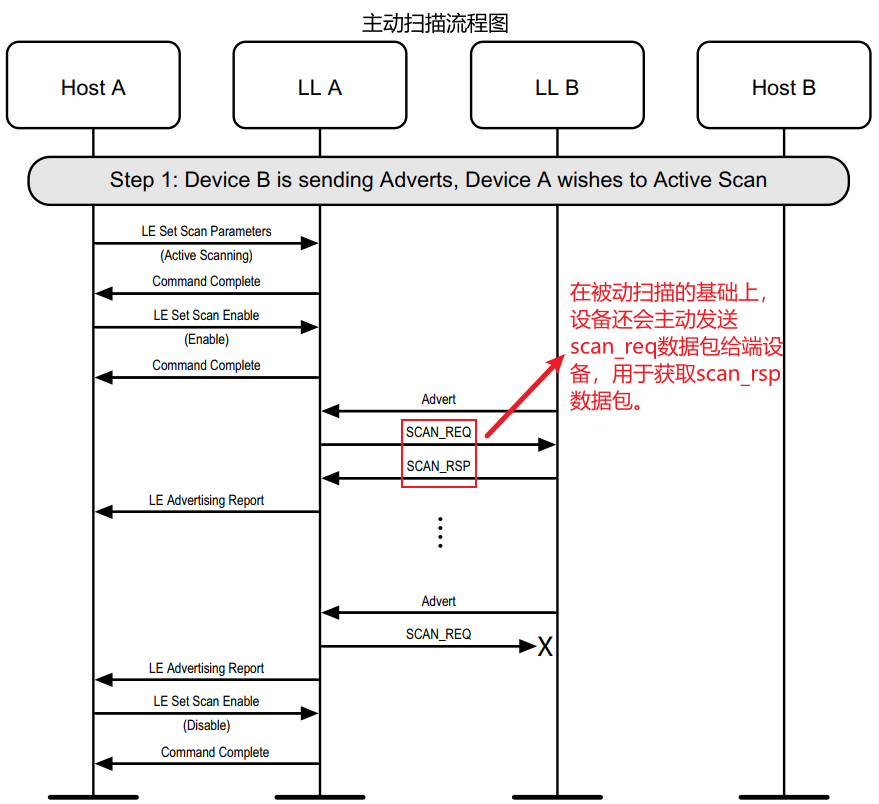 主动扫描流程图
Host A
LL A
LL B
Host B
Step 1: Device B is sending Adverts, Device A wishes to Active Scan
LE Set Scan Parameters
(Active Scanning)
Command Complete
LE Set Scan Enable
(Enable)
Command Complete
在被动扫描的基础上，
设备还会主动发送
scan_req数据包给端设
备，用于获取scan_rsp
数据包。
Advert
SCAN_REQ
SCAN_RSP
LE Advertising Report
Advert
SCAN_REQ
X
LE Advertising Report
LE Set Scan Enable
(Disable)
Command Complete